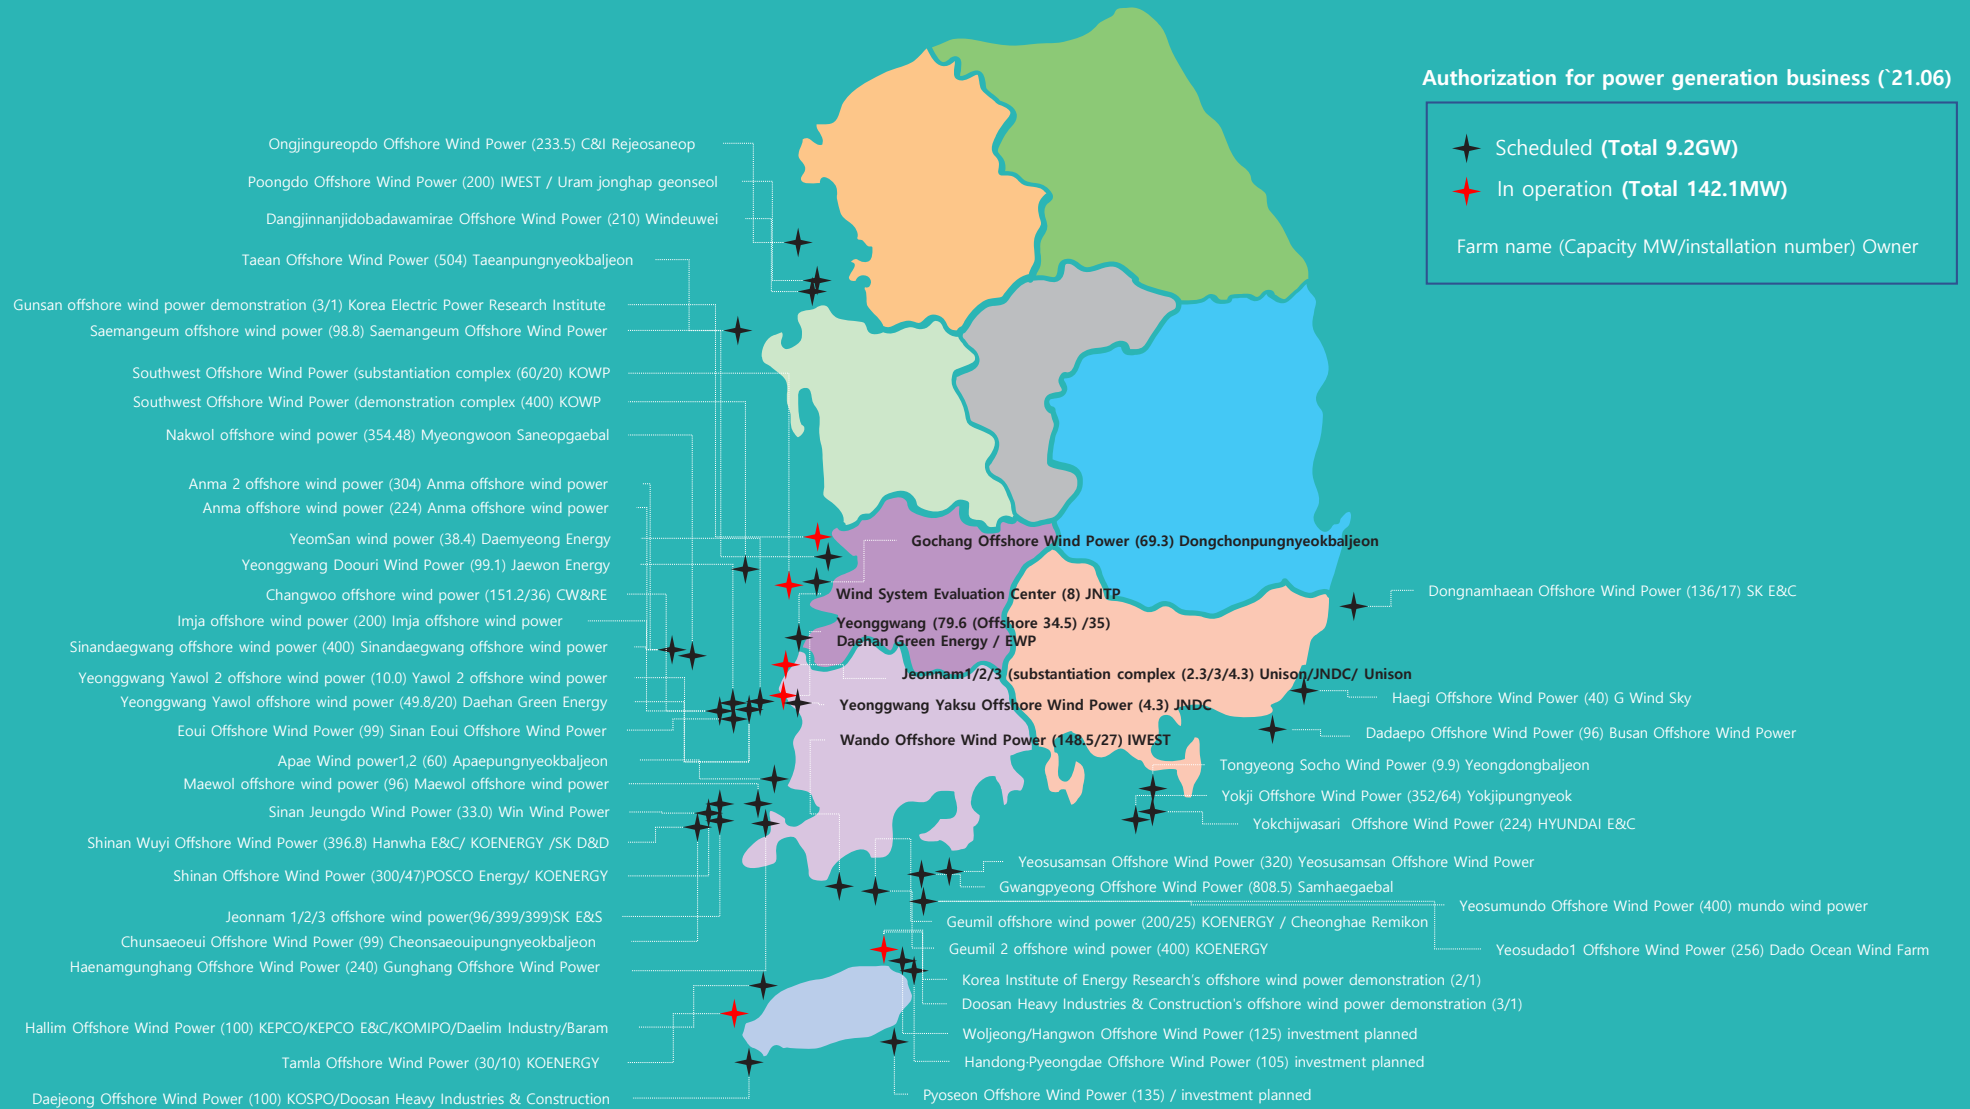 Authorization for power generation business (`21.06)
Scheduled (Total 9.2GW)
In operation (Total 142.1MW)
Farm name (Capacity MW/installation number) Owner
Ongjingureopdo Offshore Wind Power (233.5) C&I Rejeosaneop
Poongdo Offshore Wind Power (200) IWEST / Uram jonghap geonseol
Dangjinnanjidobadawamirae Offshore Wind Power (210) Windeuwei
Taean Offshore Wind Power (504) Taeanpungnyeokbaljeon
Gunsan offshore wind power demonstration (3/1) Korea Electric Power Research Institute
Saemangeum offshore wind power (98.8) Saemangeum Offshore Wind Power
Southwest Offshore Wind Power (substantiation complex (60/20) KOWP
Southwest Offshore Wind Power (demonstration complex (400) KOWP
Nakwol offshore wind power (354.48) Myeongwoon Saneopgaebal
Anma 2 offshore wind power (304) Anma offshore wind power
Anma offshore wind power (224) Anma offshore wind power
YeomSan wind power (38.4) Daemyeong Energy
Yeonggwang Doouri Wind Power (99.1) Jaewon Energy
Changwoo offshore wind power (151.2/36) CW&RE
Imja offshore wind power (200) Imja offshore wind power
Sinandaegwang offshore wind power (400) Sinandaegwang offshore wind power
Yeonggwang Yawol 2 offshore wind power (10.0) Yawol 2 offshore wind power
Yeonggwang Yawol offshore wind power (49.8/20) Daehan Green Energy
Eoui Offshore Wind Power (99) Sinan Eoui Offshore Wind Power
Apae Wind power1,2 (60) Apaepungnyeokbaljeon
Maewol offshore wind power (96) Maewol offshore wind power
Sinan Jeungdo Wind Power (33.0) Win Wind Power
Shinan Wuyi Offshore Wind Power (396.8) Hanwha E&C/ KOENERGY /SK D&D
Shinan Offshore Wind Power (300/47)POSCO Energy/ KOENERGY
Jeonnam 1/2/3 offshore wind power(96/399/399)SK E&S
Chunsaeoeui Offshore Wind Power (99) Cheonsaeouipungnyeokbaljeon
Haenamgunghang Offshore Wind Power (240) Gunghang Offshore Wind Power
Hallim Offshore Wind Power (100) KEPCO/KEPCO E&C/KOMIPO/Daelim Industry/Baram
Tamla Offshore Wind Power (30/10) KOENERGY
Daejeong Offshore Wind Power (100) KOSPO/Doosan Heavy Industries & Construction
Gochang Offshore Wind Power (69.3) Dongchonpungnyeokbaljeon
Wind System Evaluation Center (8) JNTP
Yeonggwang (79.6 (Offshore 34.5) /35)
Daehan Green Energy / EWP
Jeonnam1/2/3 (substantiation complex (2.3/3/4.3) Unison/JNDC/ Unison
Yeonggwang Yaksu Offshore Wind Power (4.3) JNDC
Wando Offshore Wind Power (148.5/27) IWEST
Dongnamhaean Offshore Wind Power (136/17) SK E&C
Haegi Offshore Wind Power (40) G Wind Sky
Dadaepo Offshore Wind Power (96) Busan Offshore Wind Power
Tongyeong Socho Wind Power (9.9) Yeongdongbaljeon
Yokji Offshore Wind Power (352/64) Yokjipungnyeok
Yokchijwasari Offshore Wind Power (224) HYUNDAI E&C
Yeosusamsan Offshore Wind Power (320) Yeosusamsan Offshore Wind Power
Gwangpyeong Offshore Wind Power (808.5) Samhaegaebal
Yeosumundo Offshore Wind Power (400) mundo wind power
Geumil offshore wind power (200/25) KOENERGY / Cheonghae Remikon
Geumil 2 offshore wind power (400) KOENERGY
Yeosudado1 Offshore Wind Power (256) Dado Ocean Wind Farm
Korea Institute of Energy Research's offshore wind power demonstration (2/1)
Doosan Heavy Industries & Construction's offshore wind power demonstration (3/1)
Woljeong/Hangwon Offshore Wind Power (125) investment planned
Handong·Pyeongdae Offshore Wind Power (105) investment planned
Pyoseon Offshore Wind Power (135) / investment planned